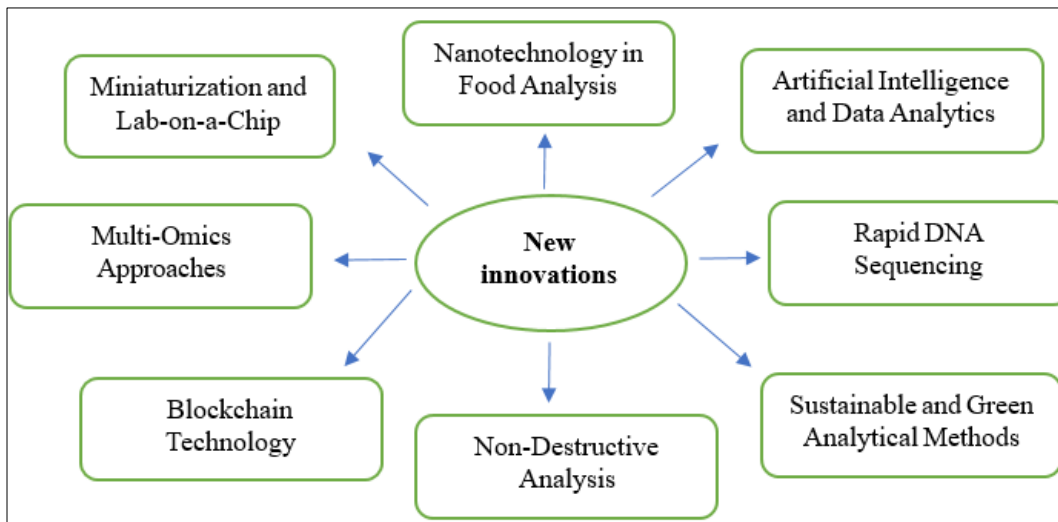 Nanotechnology in
Food Analysis
Miniaturization and
Lab-on-a-Chip
Artificial Intelligence
and Data Analytics
Multi-Omics
Approaches
New
innovations
Rapid DNA
Sequencing
Blockchain
Technology
Non-Destructive
Analysis
Sustainable and Green
Analytical Methods